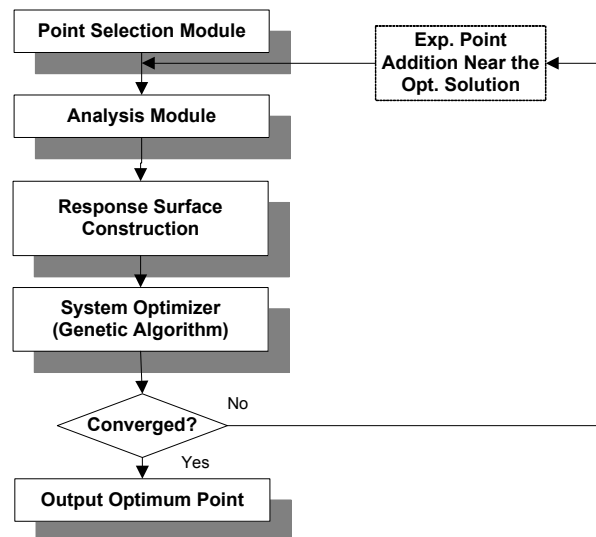 Point Selection Module
Exp. Point
Addition Near the
Opt. Solution
Analysis Module
Response Surface
Construction
System Optimizer
(Genetic Algorithm)
Converged?
No
Yes
Output Optimum Point